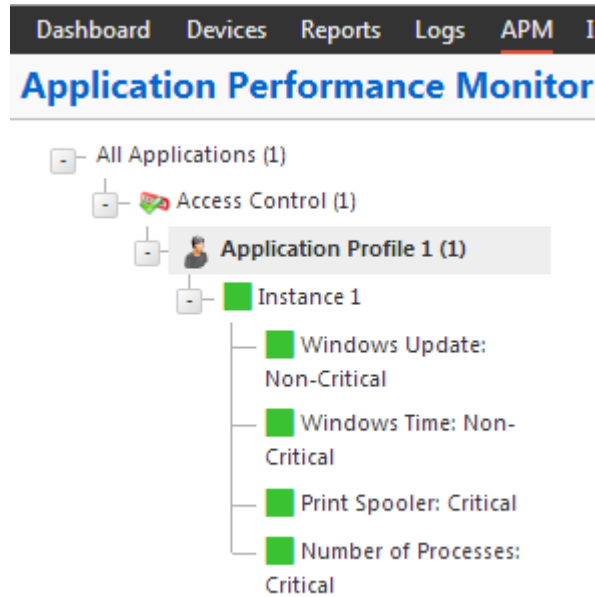 Dashboard Devices Reports Logs APM I
Application Performance Monitor
- All Applications (1)
- Access Control (1)
- Application Profile 1 (1)
- Instance 1
Windows Update:
Non-Critical
Windows Time: Non-
Critical
Print Spooler: Critical
Number of Processes:
Critical